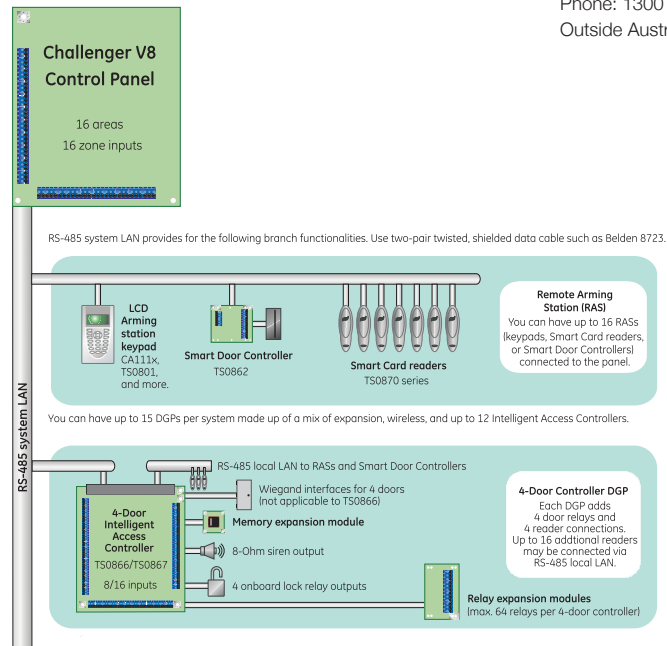 Phone: 1300
Outside Austr
Challenger V8
Control Panel
16 areas
16 zone inputs
RS-485 system LAN provides for the following branch functionalities. Use two-pair twisted, shielded data cable such as Belden 8723.
LCD
Arming
station
keypad
CA111x,
TS0801,
and more.
Smart Door Controller
TS0862
Smart Card readers
TS0870 series
Remote Arming
Station (RAS)
You can have up to 16 RASs
(keypads, Smart Card readers,
or Smart Door Controllers)
connected to the panel.
RS-485 system LAN
You can have up to 15 DGPs per system made up of a mix of expansion, wireless, and up to 12 Intelligent Access Controllers.
RS-485 local LAN to RASs and Smart Door Controllers
Wiegand interfaces for 4 doors
(not applicable to TS0866)
4-Door
Intelligent
Access
Controller
TS0866/TS0867
8/16 inputs
Memory expansion module
8-Ohm siren output
4 onboard lock relay outputs
4-Door Controller DGP
Each DGP adds
4 door relays and
4 reader connections.
Up to 16 addtional readers
may be connected via
RS-485 local LAN.
Relay expansion modules
(max. 64 relays per 4-door controller)